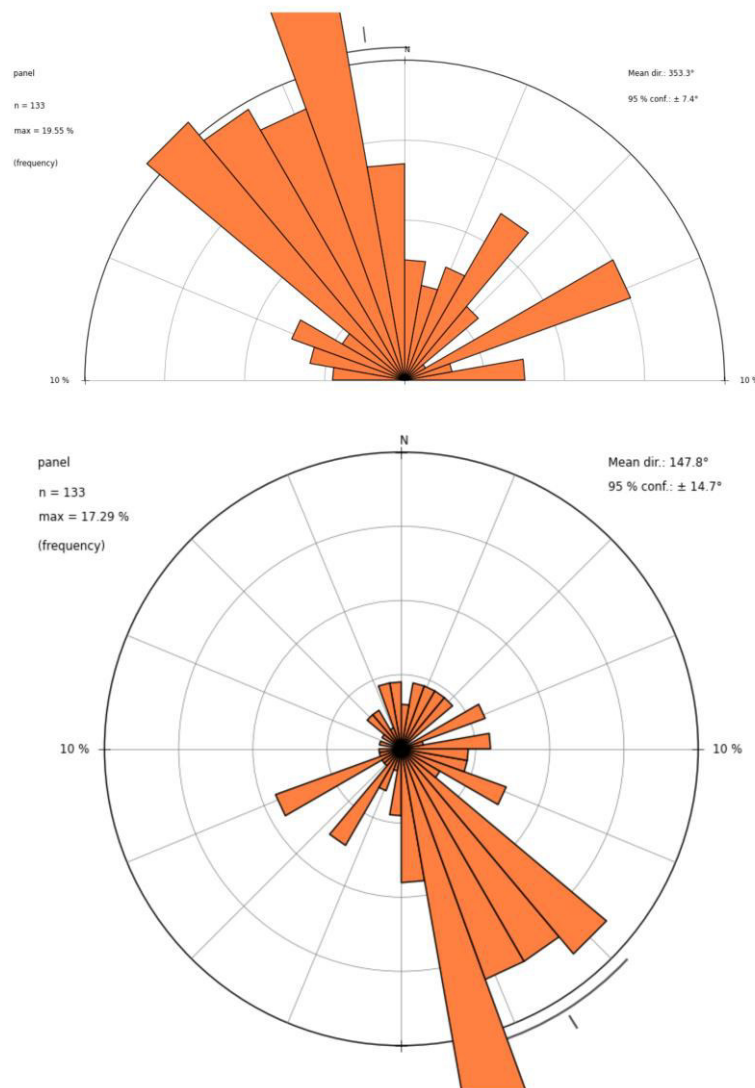 N
panel
Mean dir.: 353.3°
n = 133
95 % conf.: ± 7.4°
max = 19.55 %
(frequency)
10 %
10 %
N
panel
Mean dir.: 147.8°
n = 133
95 % conf.: ± 14.7°
max = 17.29 %
(frequency)
10 %
10 %